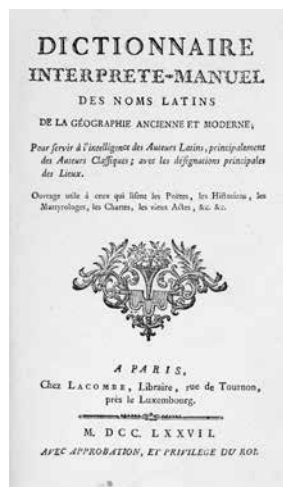 DICTIONNAIRE
INTERPRETE-MANUEL
DES NOMS LATINS
DE LA GÉOGRAPHIE ANCIENNE ET MODERNE;
Pour servir à l'intelligence des Auteurs Latins, principalement
des Auteurs Classiques; avec les désignations principales
des Lieux.
Ouvrage utile à ceux qui lisent les Poètes, les Historiens, les
Martyrologes, les Chartes, les vieux Actes, &c. &c.
A PARIS,
Chez LACOMBE, Libraire, rue de Tournon,
près le Luxembourg.
M. DCC. LXXVII.
AVEC APPROBATION, ET PRIVILEGE DU ROI.